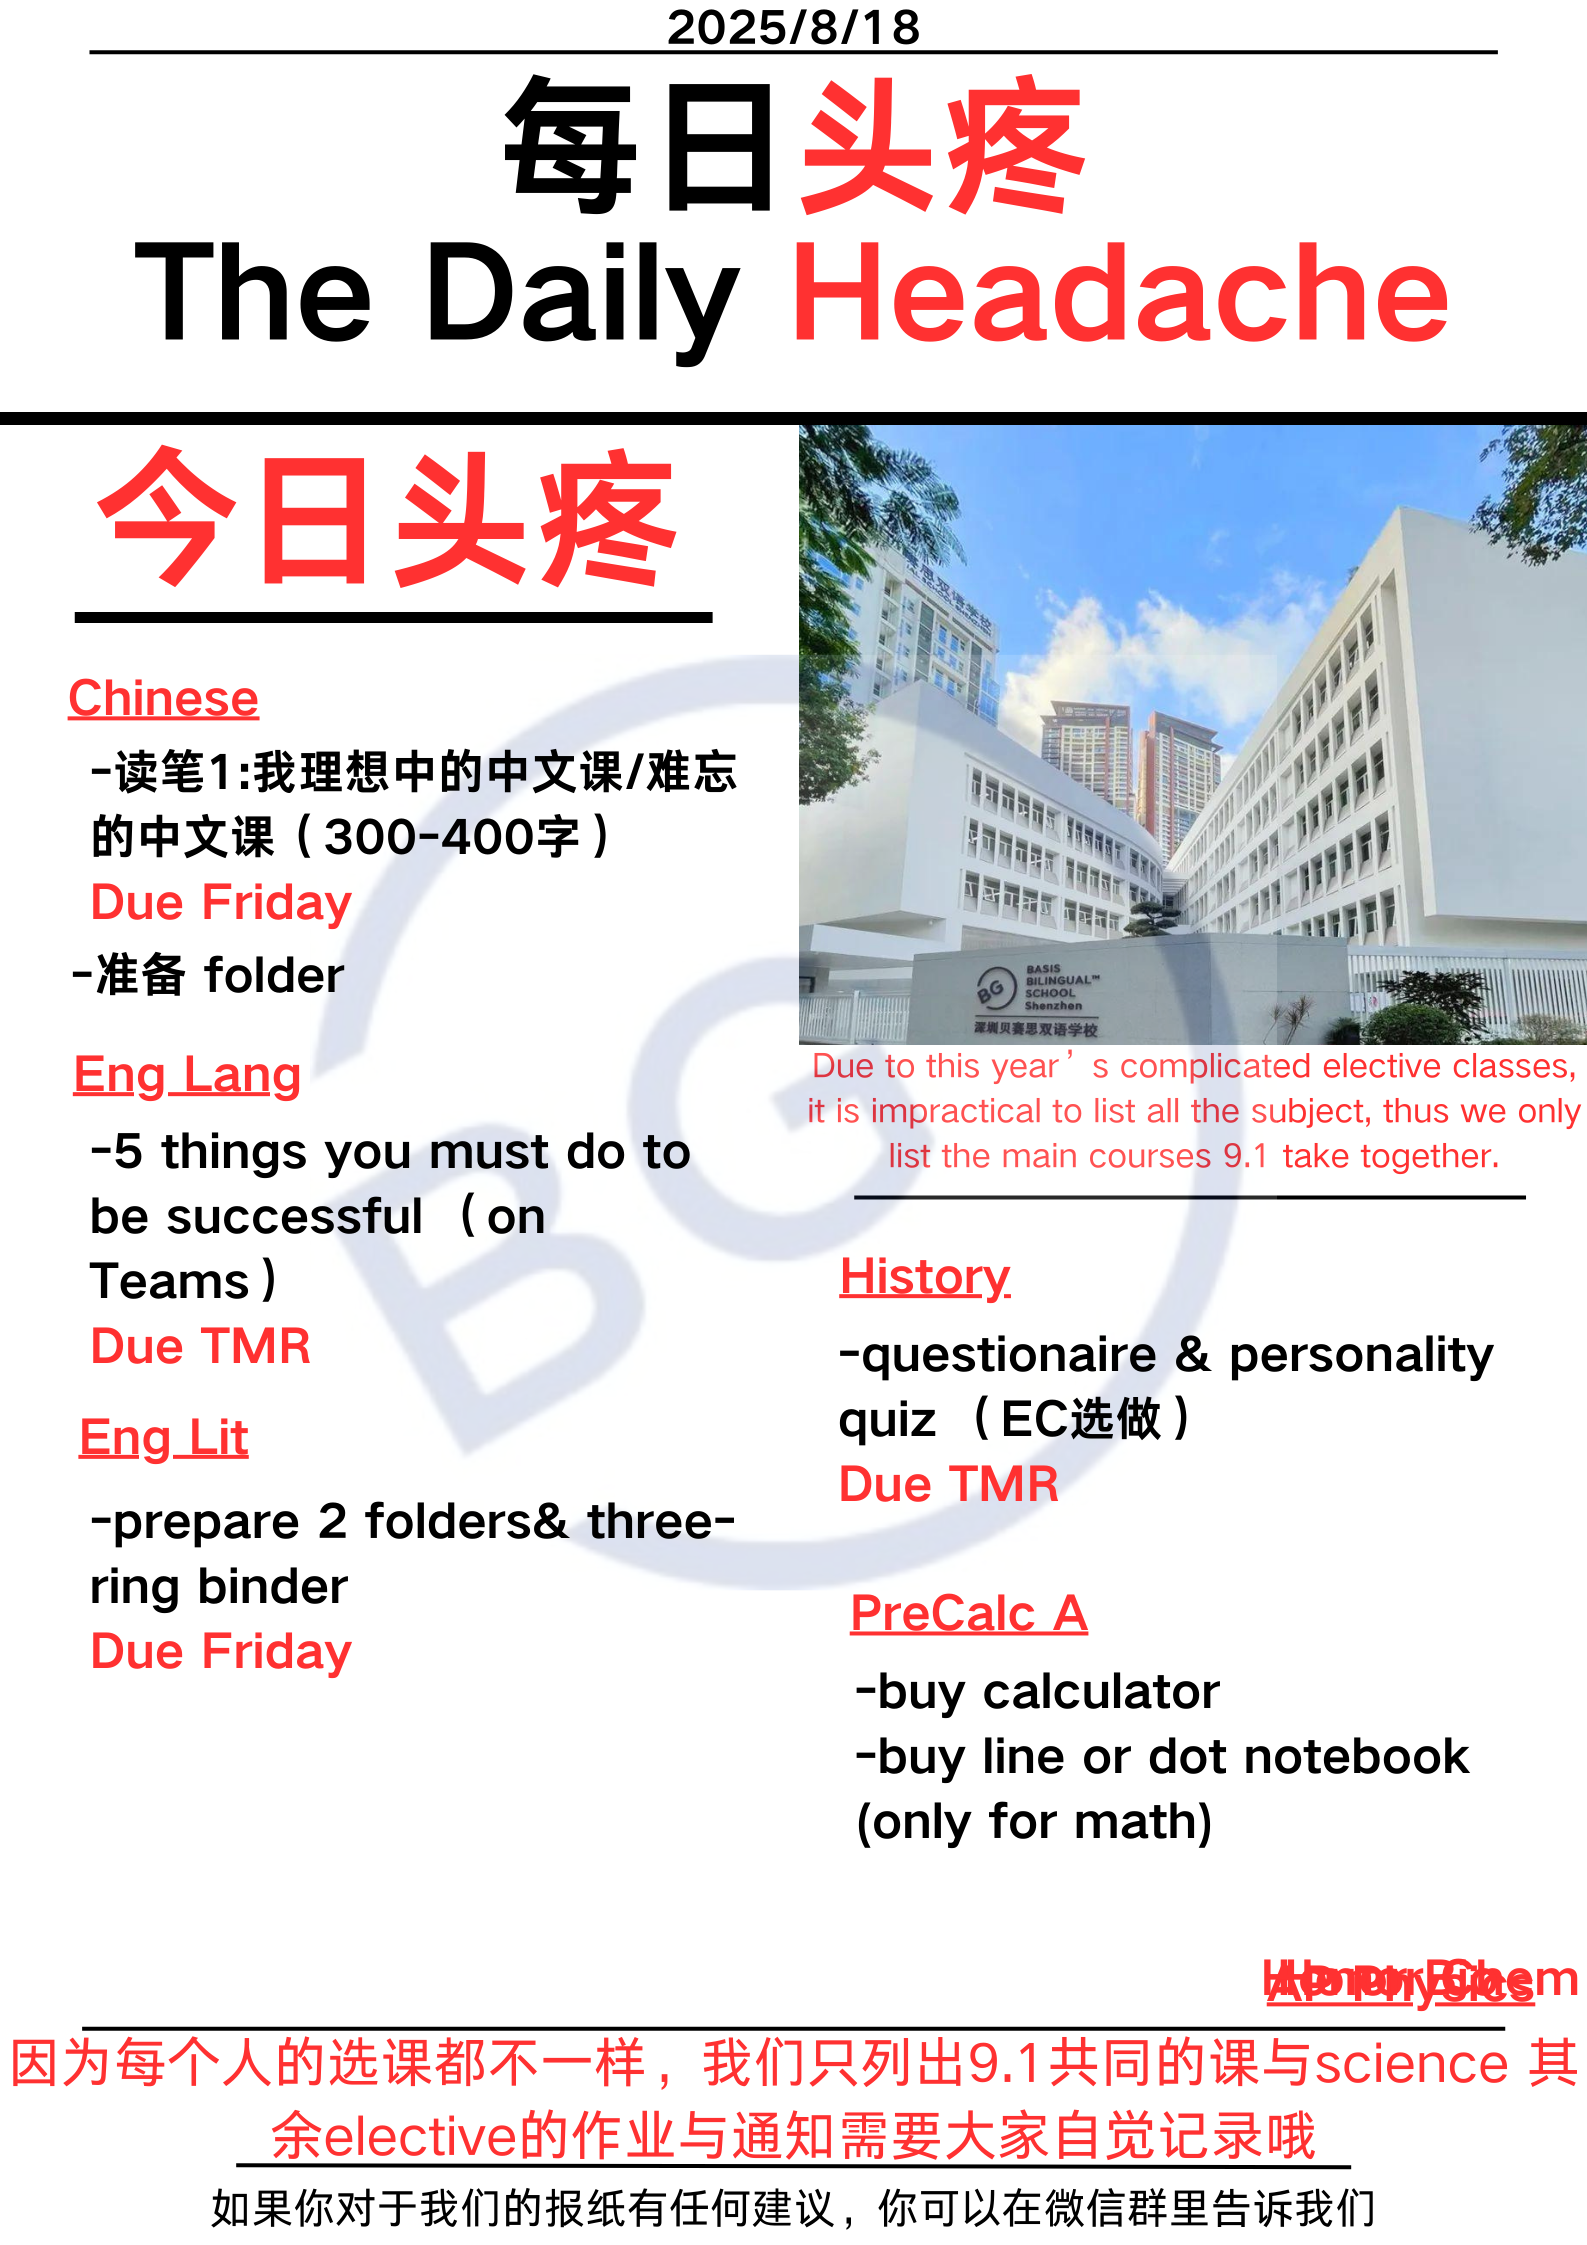 2025/8/18
每日头疼
The Daily Headache
今日头疼
Chinese
-读笔1:我理想中的中文课/难忘
的中文课（300-400字）
Due Friday
-准备 folder
Eng Lang
-5 things you must do to
be successful （on
Teams）
Due TMR
Eng Lit
-prepare 2 folders& three-
ring binder
Due Friday
赛思双语学校
BG
BASIS
BILINGUAL™
SCHOOL
Shenzhen
深圳贝赛思双语学校
Due to this year’s complicated elective classes,
it is impractical to list all the subject, thus we only
list the main courses 9.1 take together.
History
-questionaire & personality
quiz （EC选做）
Due TMR
PreCalc A
-buy calculator
-buy line or dot notebook
(only for math)
BG
因为每个人的选课都不一样，我们只列出9.1共同的课与science 其
余elective的作业与通知需要大家自觉记录哦
如果你对于我们的报纸有任何建议，你可以在微信群里告诉我们